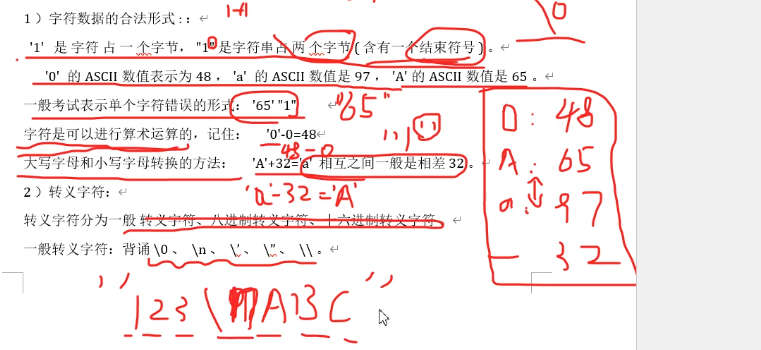 1）字符数据的合法形式::
'1' 是字符占一个字节， "1"是字符串占两个字节(含有一个结束符号)。
'0' 的 ASCII 数值表示为 48， 'a' 的 ASCII 数值是 97， 'A' 的 ASCII 数值是 65 。
一般考试表示单个字符错误的形式： '65' "1"
"65"
字符是可以进行算术运算的，记住： '0'-0=48
48-0
大写字母和小写字母转换的方法： 'A'+32='a' 相互之间一般是相差 32 。
'a'-32='A'
2）转义字符：
转义字符分为一般 转义字符、八进制转义字符、十六进制转义字符
一般转义字符：背诵 \0 、 \n 、 \' 、 \" 、 \\ 。
\0
0: 48
A: 65
a: 97
— 32